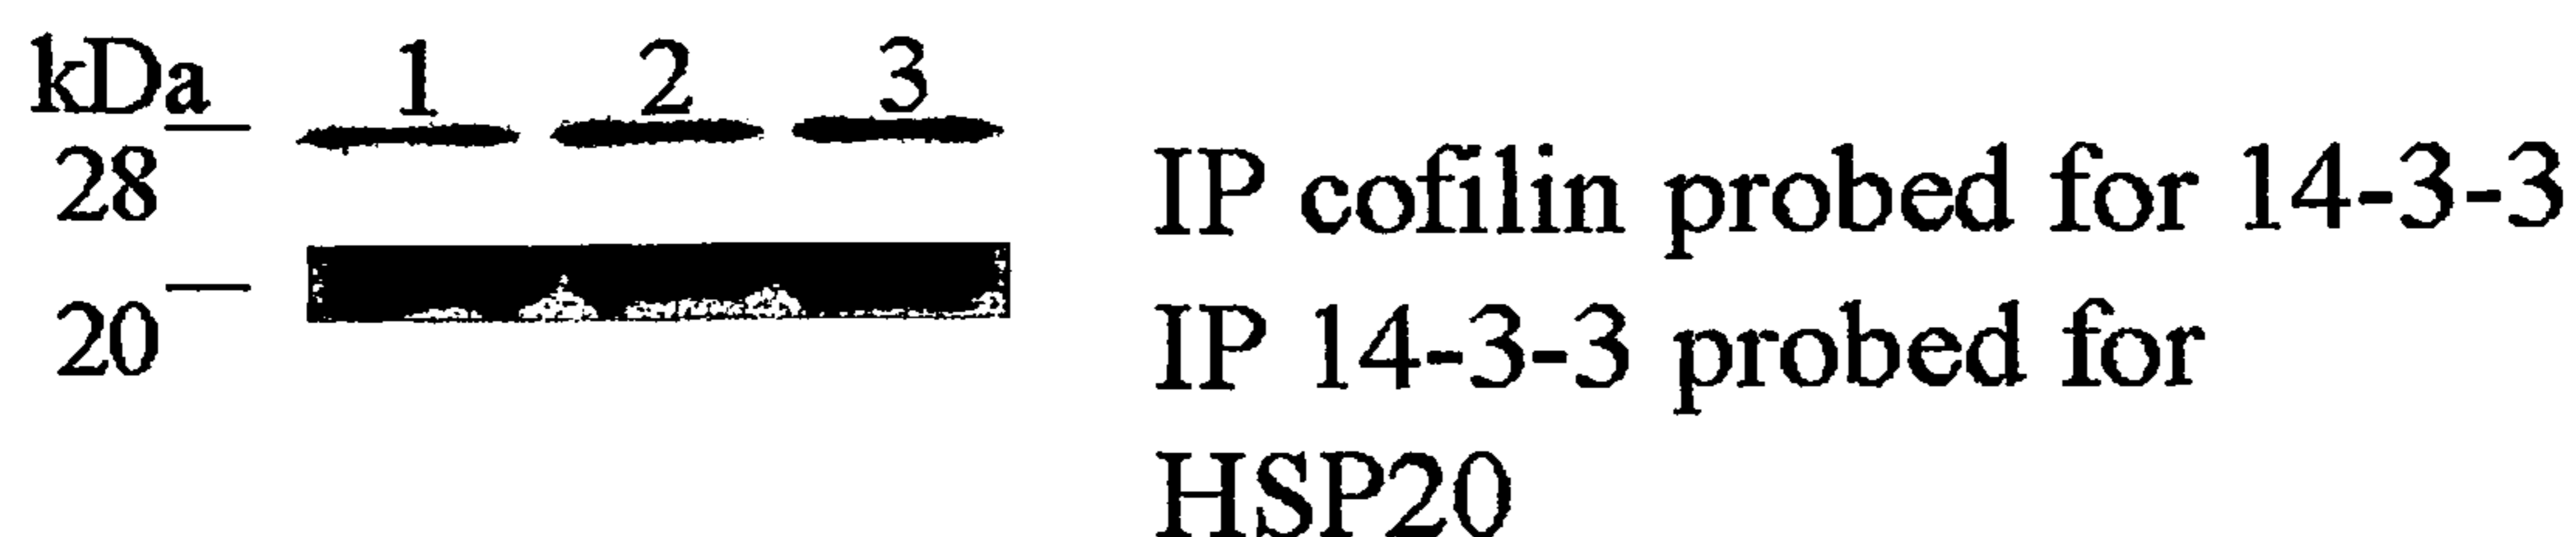 kDa 1 2 3
28
IP cofilin probed for 14-3-3
20
IP 14-3-3 probed for
HSP20